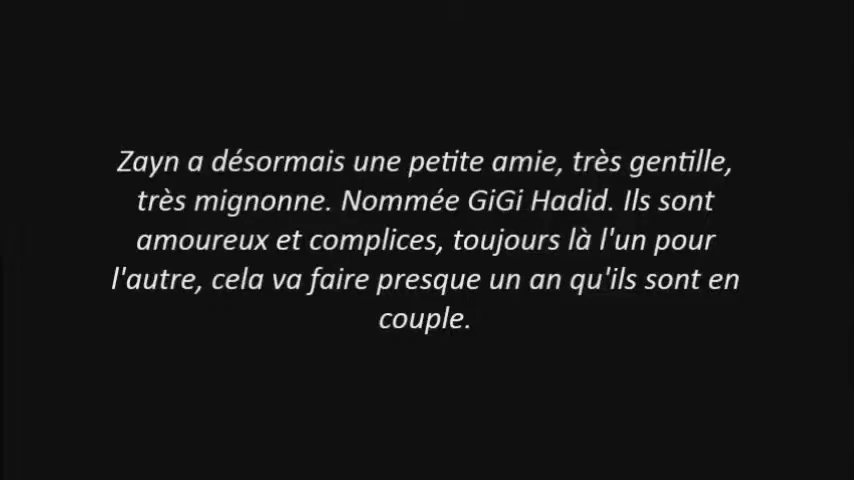 Zayn a désormais une petite amie, très gentille,
très mignonne. Nommée GiGi Hadid. Ils sont
amoureux et complices, toujours là l'un pour
l'autre, cela va faire presque un an qu'ils sont en
couple.